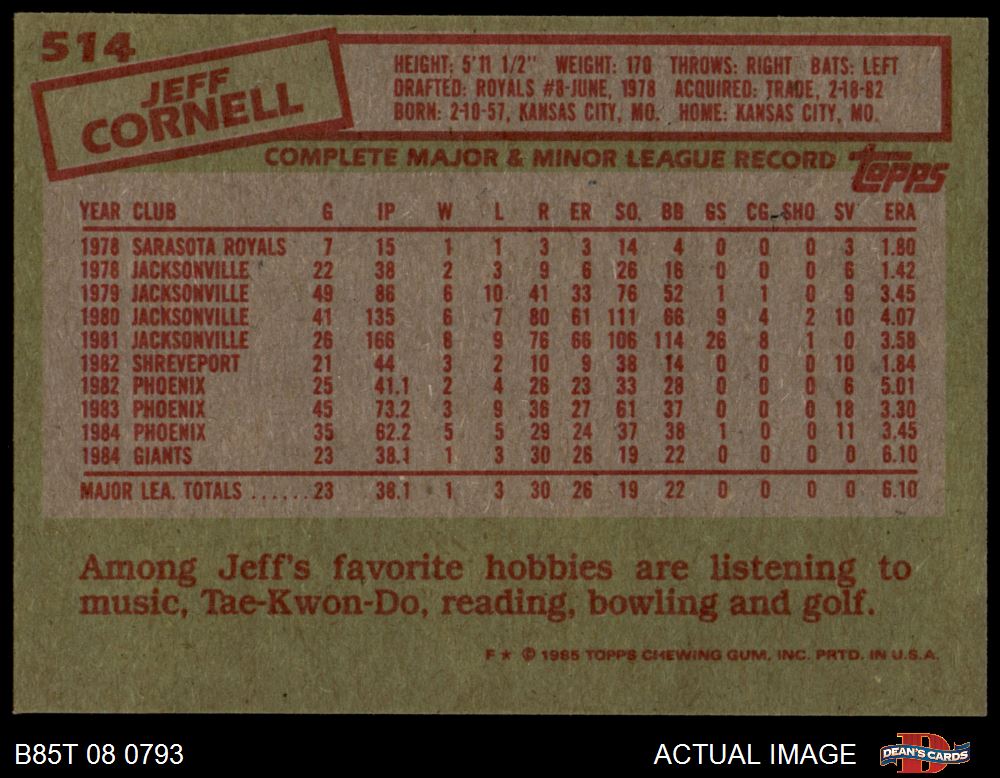 514
JEFF
CORNELL
HEIGHT: 5'11 1/2" WEIGHT: 170 THROWS: RIGHT BATS: LEFT
DRAFTED: ROYALS #8-JUNE, 1978 ACQUIRED: TRADE, 2-18-82
BORN: 2-10-57, KANSAS CITY, MO. HOME: KANSAS CITY, MO.
COMPLETE MAJOR & MINOR LEAGUE RECORD topps
YEAR CLUB G IP W L R ER SO. BB GS CG SHO SV ERA
1978 SARASOTA ROYALS 7 15 1 1 3 3 14 4 0 0 0 3 1.80
1978 JACKSONVILLE 22 38 2 3 9 6 26 16 0 0 0 6 1.42
1979 JACKSONVILLE 49 86 6 10 41 33 76 52 1 1 0 9 3.45
1980 JACKSONVILLE 41 135 6 7 80 61 111 66 9 4 2 10 4.07
1981 JACKSONVILLE 26 166 8 9 76 66 106 114 26 8 1 0 3.58
1982 SHREVEPORT 21 44 3 2 10 9 38 14 0 0 0 10 1.84
1982 PHOENIX 25 41.1 2 4 26 23 33 28 0 0 0 6 5.01
1983 PHOENIX 45 73.2 3 9 36 27 61 37 0 0 0 18 3.30
1984 PHOENIX 35 62.2 5 5 29 24 37 38 1 0 0 11 3.45
1984 GIANTS 23 38.1 1 3 30 26 19 22 0 0 0 0 6.10
MAJOR LEA. TOTALS ......23 38.1 1 3 30 26 19 22 0 0 0 0 6.10
Among Jeff's favorite hobbies are listening to
music, Tae-Kwon-Do, reading, bowling and golf.
F ★ © 1985 TOPPS CHEWING GUM, INC. PRTD. IN U.S.A.
B85T 08 0793 ACTUAL IMAGE DEAN'S CARDS